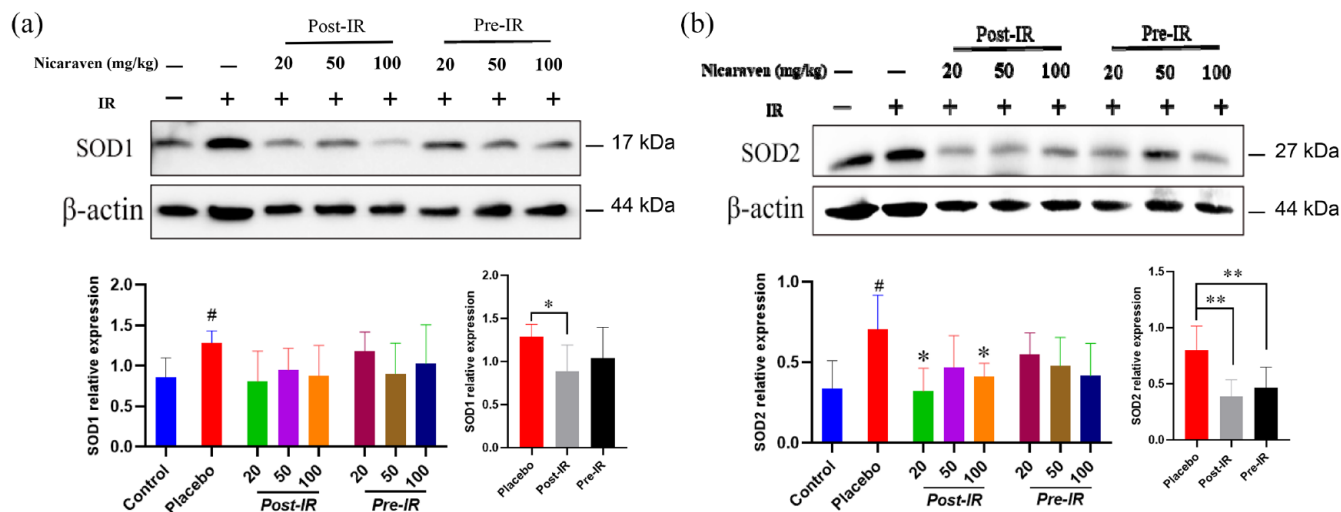 (a)
Post-IR Pre-IR
Nicaraven (mg/kg) — — 20 50 100 20 50 100
IR — + + + + + + +
SOD1 — 17 kDa
β-actin — 44 kDa
SOD1 relative expression
2.0
1.5
1.0
0.5
0.0
#
Control
Placebo
20
50
100
20
50
100
Post-IR
Pre-IR
SOD1 relative expression
2.0
1.5
1.0
0.5
0.0
*
Placebo
Post-IR
Pre-IR
(b)
Post-IR Pre-IR
Nicaraven (mg/kg) — — 20 50 100 20 50 100
IR — + + + + + + +
SOD2 — 27 kDa
β-actin — 44 kDa
SOD2 relative expression
1.0
0.5
0.0
#
*
*
Control
Placebo
20
50
100
20
50
100
Post-IR
Pre-IR
SOD2 relative expression
1.5
1.0
0.5
0.0
**
**
Placebo
Post-IR
Pre-IR